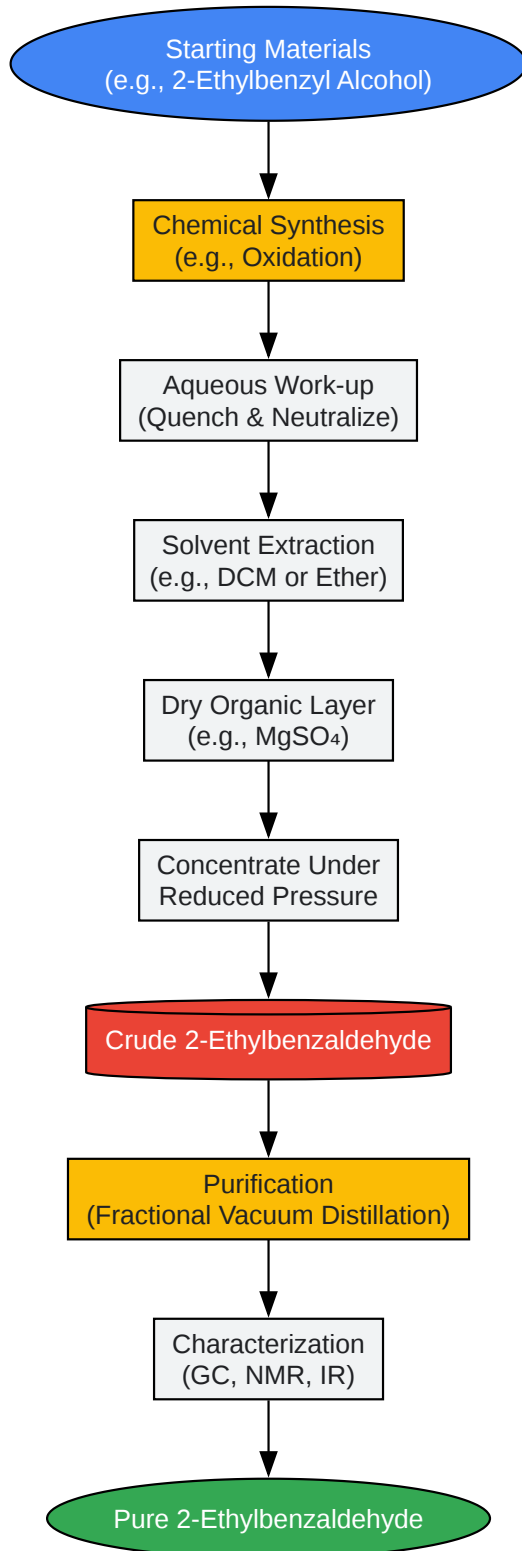 Starting Materials
(e.g., 2-Ethylbenzyl Alcohol)
Chemical Synthesis
(e.g., Oxidation)
Aqueous Work-up
(Quench & Neutralize)
Solvent Extraction
(e.g., DCM or Ether)
Dry Organic Layer
(e.g., MgSO₄)
Concentrate Under
Reduced Pressure
Crude 2-Ethylbenzaldehyde
Purification
(Fractional Vacuum Distillation)
Characterization
(GC, NMR, IR)
Pure 2-Ethylbenzaldehyde